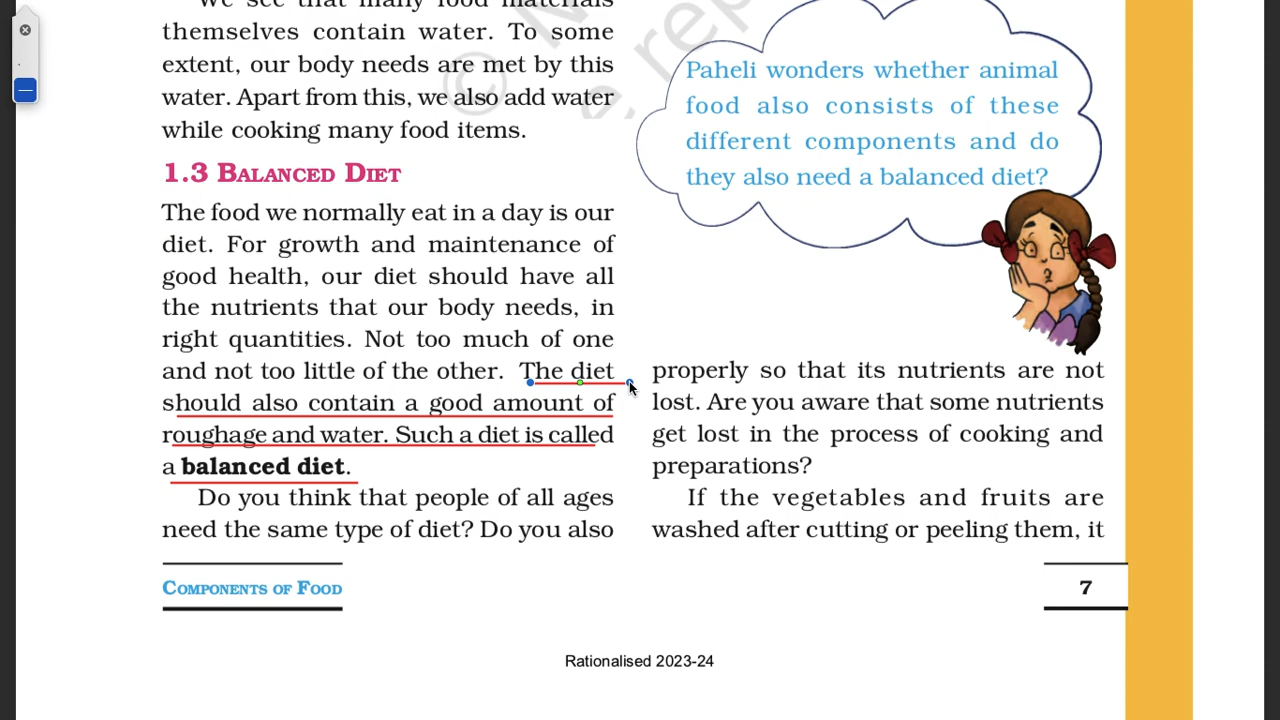 We see that many food materials
themselves contain water. To some
extent, our body needs are met by this
water. Apart from this, we also add water
while cooking many food items.
1.3 BALANCED DIET
The food we normally eat in a day is our
diet. For growth and maintenance of
good health, our diet should have all
the nutrients that our body needs, in
right quantities. Not too much of one
and not too little of the other. The diet
should also contain a good amount of
roughage and water. Such a diet is called
a balanced diet.
Do you think that people of all ages
need the same type of diet? Do you also
Paheli wonders whether animal
food also consists of these
different components and do
they also need a balanced diet?
properly so that its nutrients are not
lost. Are you aware that some nutrients
get lost in the process of cooking and
preparations?
If the vegetables and fruits are
washed after cutting or peeling them, it
COMPONENTS OF FOOD
7
Rationalised 2023-24